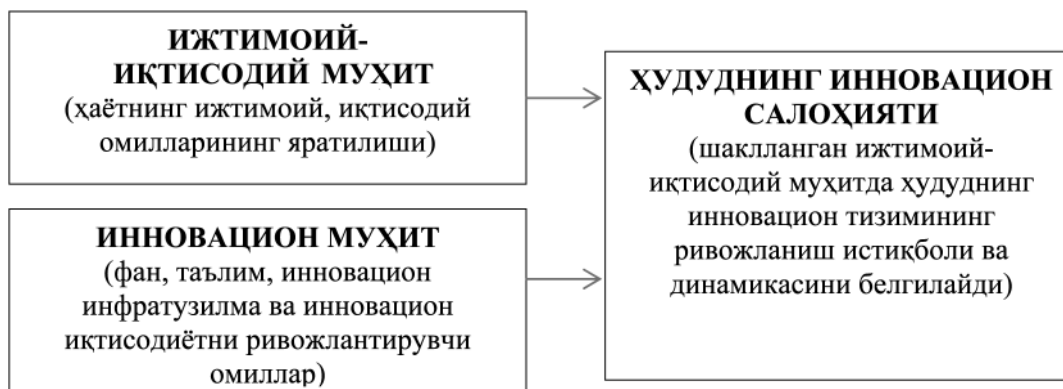 ИЖТИМОИЙ-
ИҚТИСОДИЙ МУҲИТ
(ҳаётнинг ижтимоий, иқтисодий
омилларининг яратилиши)
ИННОВАЦИОН МУҲИТ
(фан, таълим, инновацион
инфратузилма ва инновацион
иқтисодиётни ривожлантирувчи
омиллар)
ҲУДУДНИНГ ИННОВАЦИОН
САЛОҲИЯТИ
(шаклланган ижтимоий-
иқтисодий муҳитда ҳудуднинг
инновацион тизимининг
ривожланиш истиқболи ва
динамикасини белгилайди)